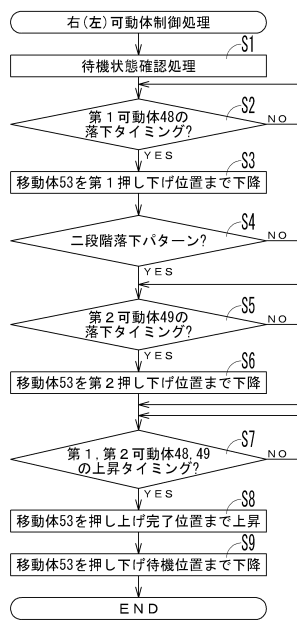 右(左)可動体制御処理
S1
待機状態確認処理
S2
第１可動体48の
落下タイミング?
NO
YES
S3
移動体53を第１押し下げ位置まで下降
S4
二段階落下パターン?
NO
YES
S5
第２可動体49の
落下タイミング?
NO
YES
S6
移動体53を第２押し下げ位置まで下降
S7
第１,第２可動体48,49
の上昇タイミング?
NO
YES
S8
移動体53を押し上げ完了位置まで上昇
S9
移動体53を押し下げ待機位置まで下降
END